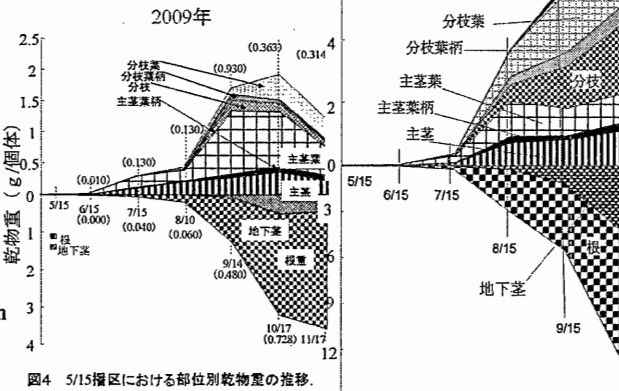 2009年
乾物重(g/個体)
2.5
2
1.5
1
0.5
0
1
2
3
4
分枝葉
分枝葉柄
分枝
主茎葉柄
(0.010)
(0.130)
(0.130)
(0.930)
(0.363)
(0.314
主茎葉
主茎
地下茎
根重
5/15
6/15
(0.000)
7/15
(0.040)
8/10
(0.060)
9/14
(0.480)
10/17
(0.728)
11/17
根
地下茎
図4 5/15播区における部位別乾物重の推移.
4
2
0
3
6
9
12
分枝葉
分枝葉柄
分枝
主茎葉
主茎葉柄
主茎
5/15
6/15
7/15
8/15
9/15
地下茎
根